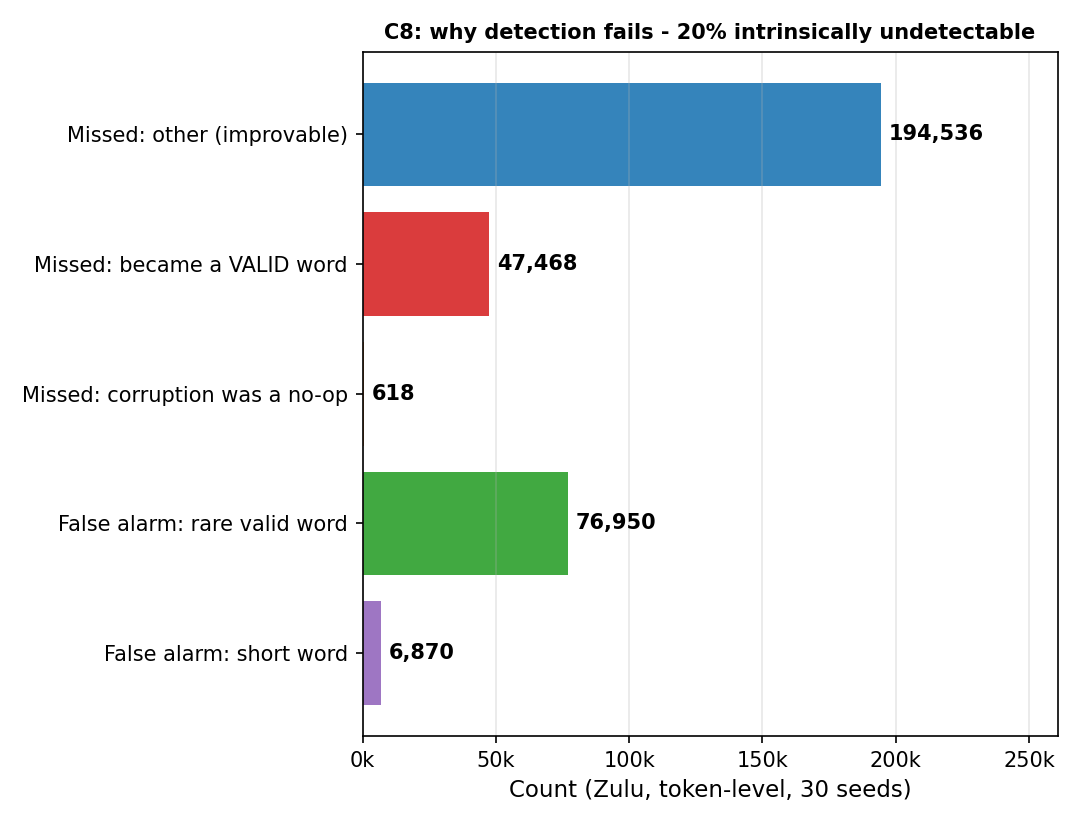 C8: why detection fails - 20% intrinsically undetectable
Missed: other (improvable)
194,536
Missed: became a VALID word
47,468
Missed: corruption was a no-op
618
False alarm: rare valid word
76,950
False alarm: short word
6,870
0k 50k 100k 150k 200k 250k
Count (Zulu, token-level, 30 seeds)